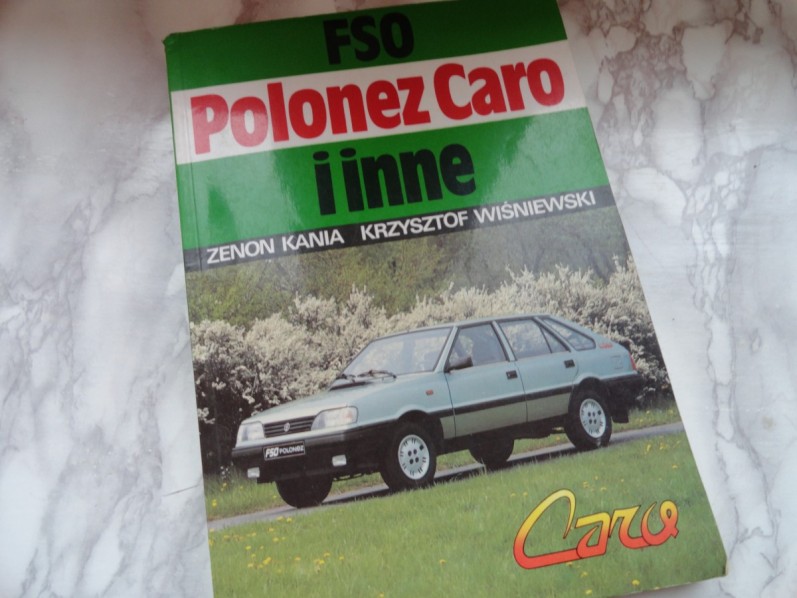 FSO
Polonez Caro
i inne
ZENON KANIA KRZYSZTOF WIŚNIEWSKI
FSO POLONEZ
Caro